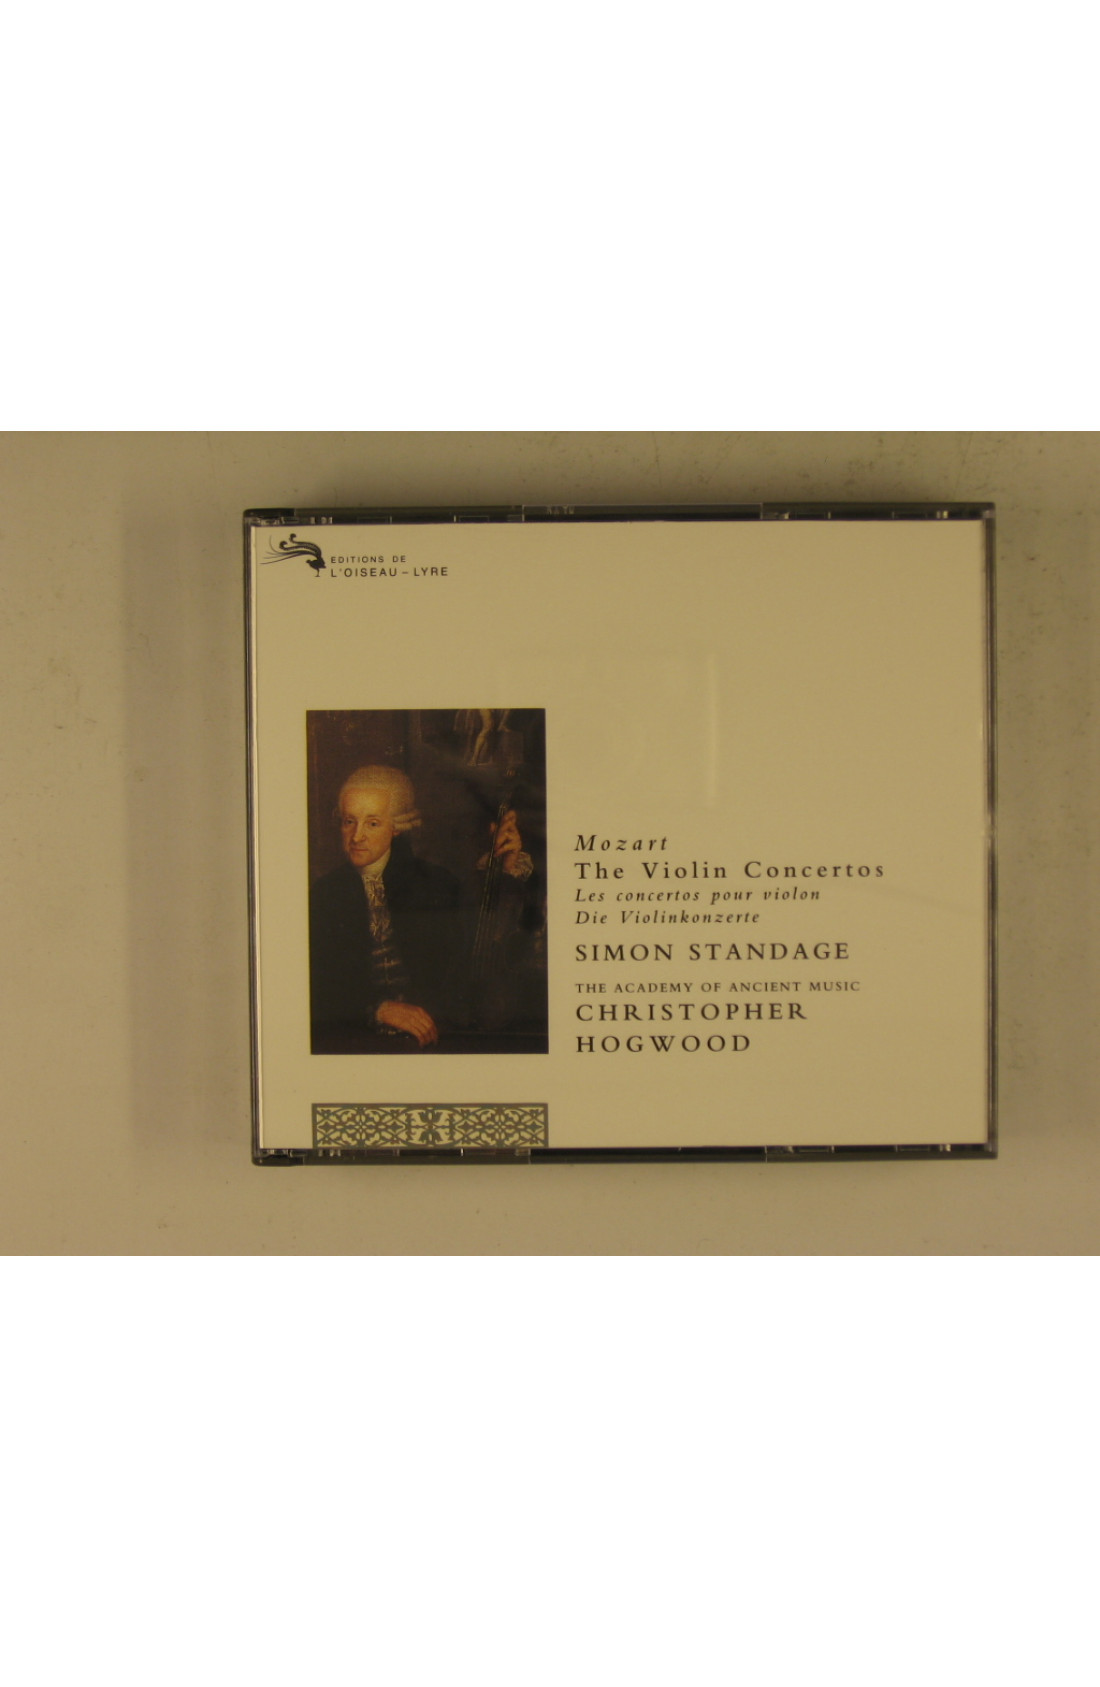 EDITIONS DE
L'OISEAU-LYRE
Mozart
The Violin Concertos
Les concertos pour violon
Die Violinkonzerte
SIMON STANDAGE
THE ACADEMY OF ANCIENT MUSIC
CHRISTOPHER
HOGWOOD